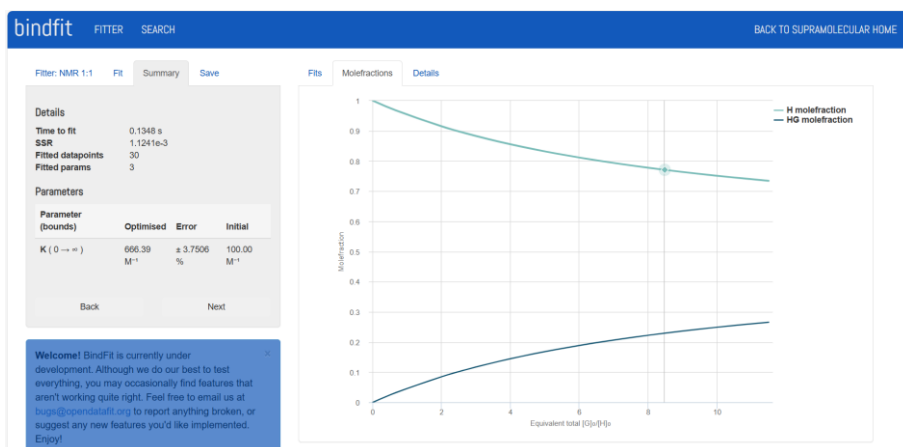 bindfit FITTER SEARCH BACK TO SUPRAMOLECULAR HOME
Fitter: NMR 1:1 Fit Summary Save
Details
Time to fit 0.1348 s
SSR 1.1241e-3
Fitted datapoints 30
Fitted params 3
Parameters
Parameter
(bounds) Optimised Error Initial
K ( 0 → ∞ ) 666.39 ± 3.7506 100.00
M⁻¹ % M⁻¹
Back Next
Welcome! BindFit is currently under x
development. Although we do our best to test
everything, you may occasionally find features that
aren't working quite right. Feel free to email us at
bugs@opendatafit.org to report anything broken, or
suggest any new features you'd like implemented.
Enjoy!
Fits Molefractions Details
H molefraction
HG molefraction
Molefraction
1
0.9
0.8
0.7
0.6
0.5
0.4
0.3
0.2
0.1
0
0 2 4 6 8 10
Equivalent total [G]₀/[H]₀